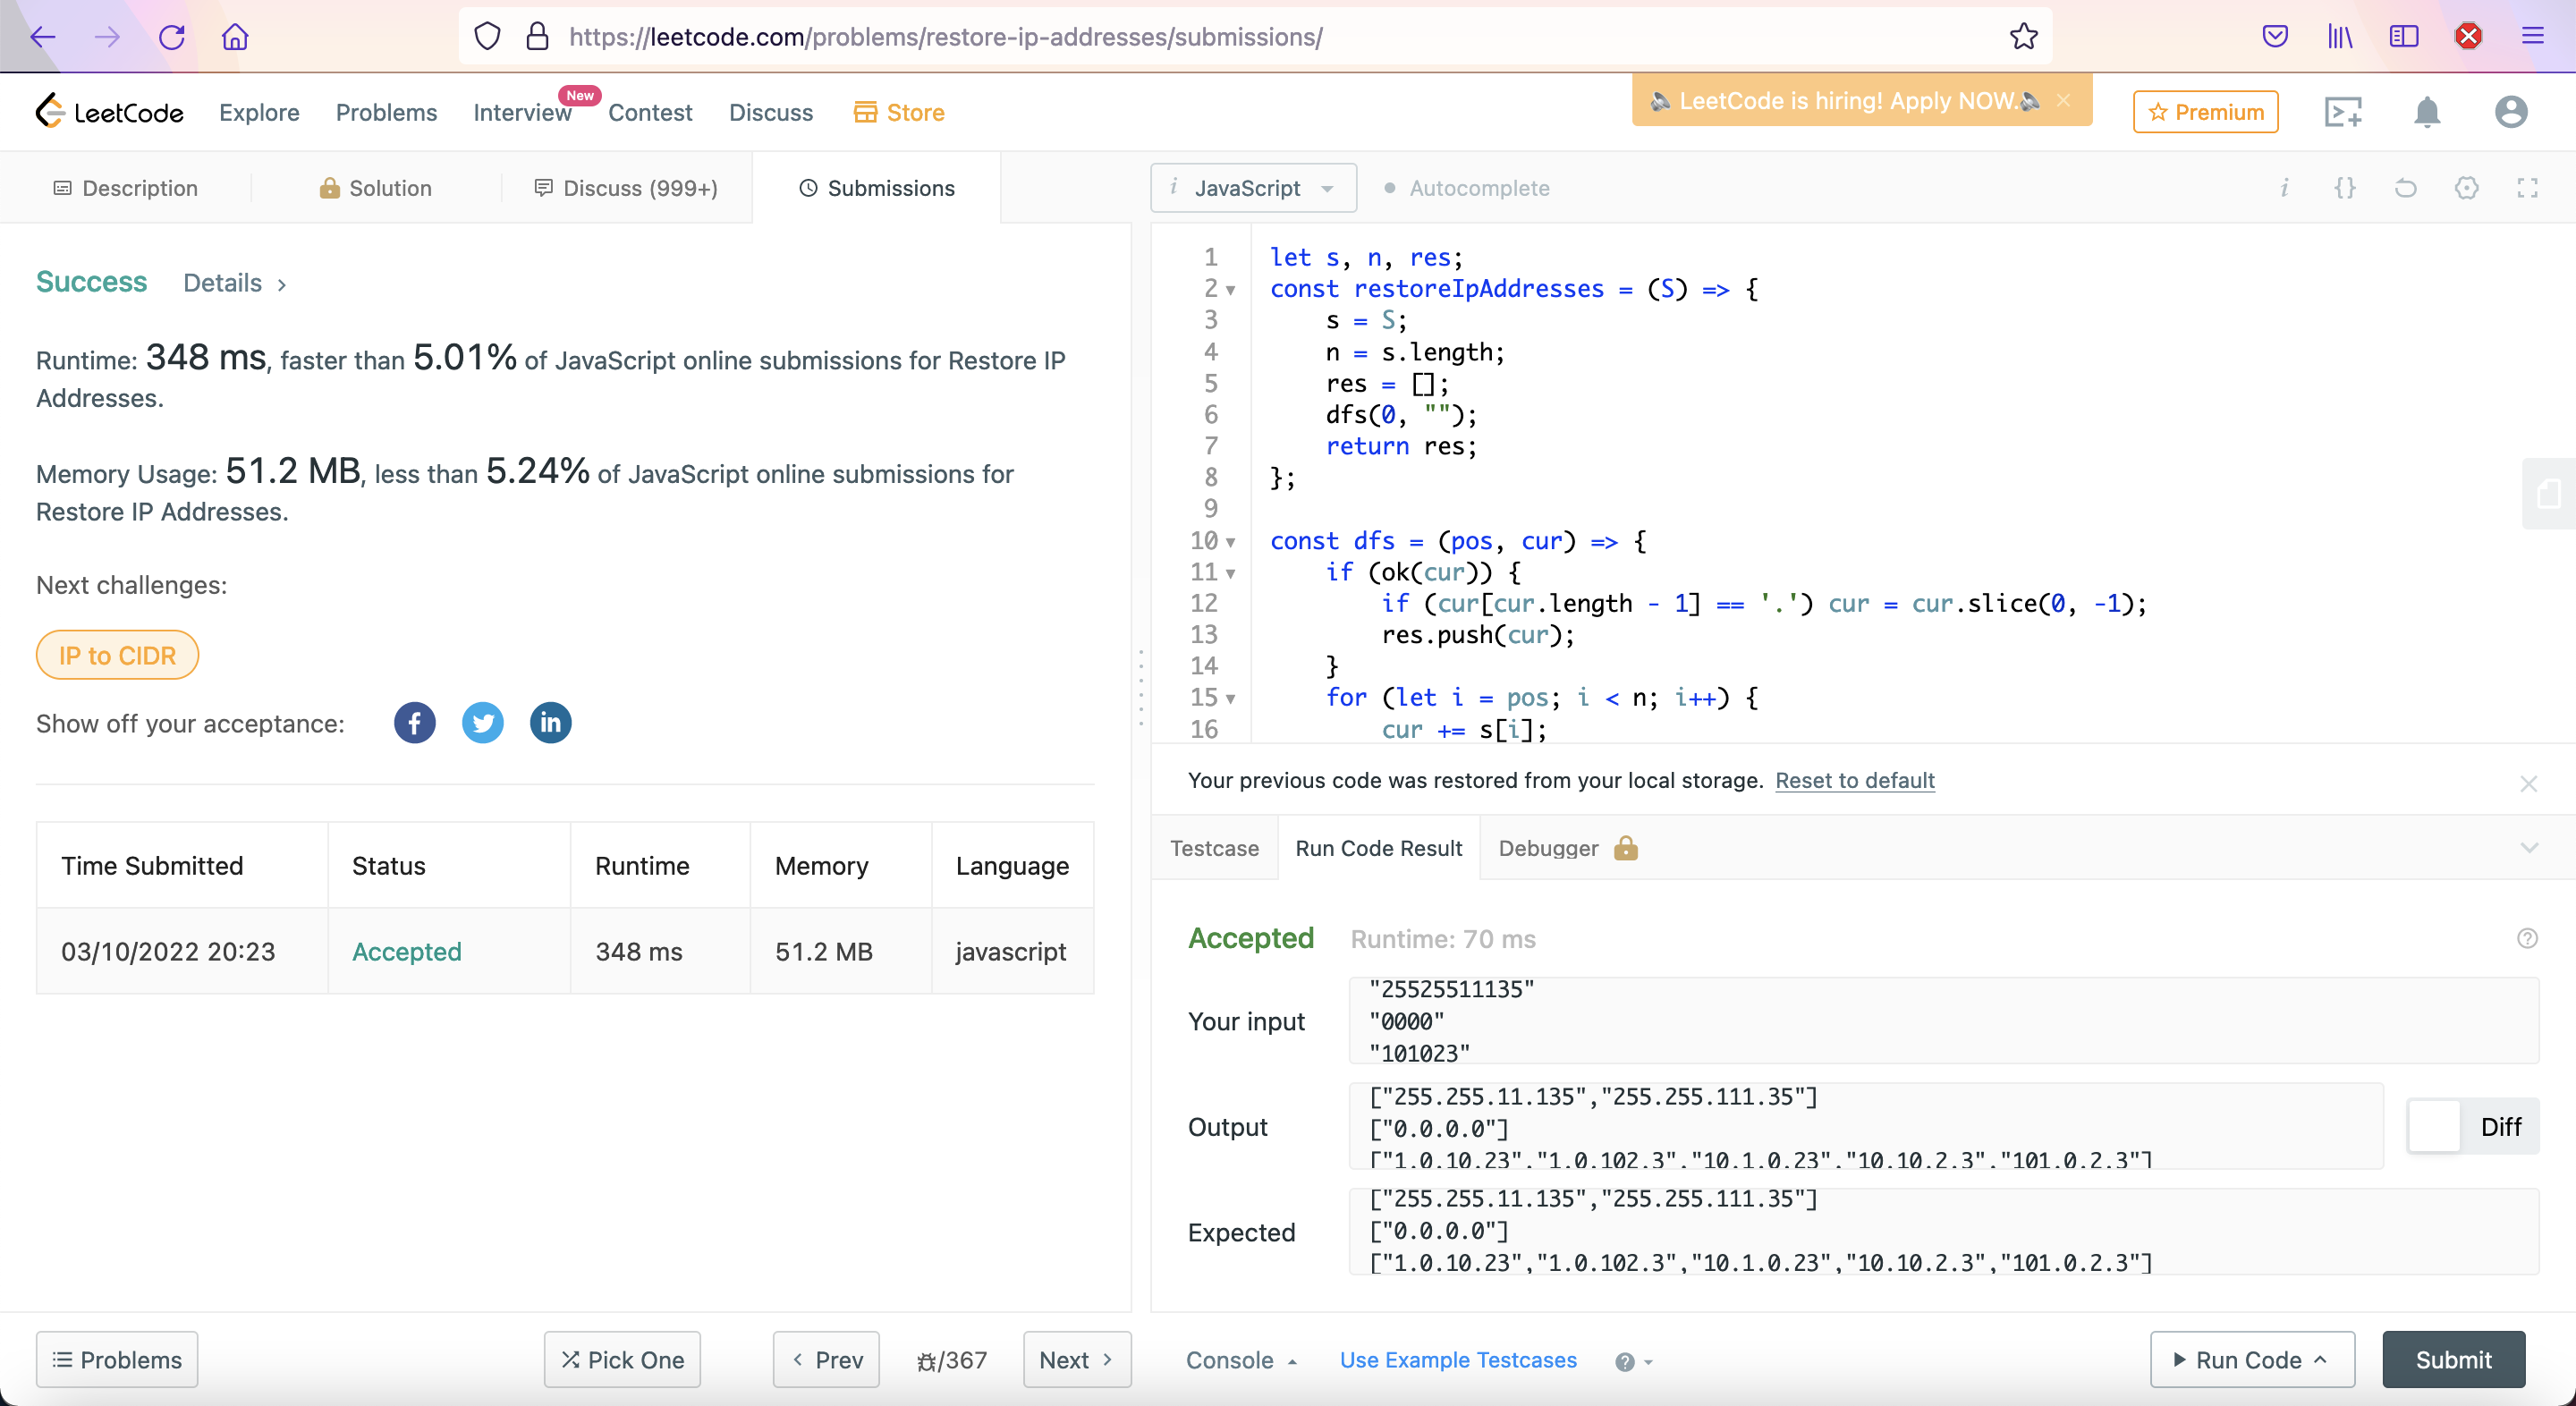 https://leetcode.com/problems/restore-ip-addresses/submissions/
LeetCode
Explore
Problems
Interview
New
Contest
Discuss
Store
LeetCode is hiring! Apply NOW.
Premium
Description
Solution
Discuss (999+)
Submissions
i JavaScript
Autocomplete
i {}
Success Details >
Runtime: 348 ms, faster than 5.01% of JavaScript online submissions for Restore IP
Addresses.
Memory Usage: 51.2 MB, less than 5.24% of JavaScript online submissions for
Restore IP Addresses.
Next challenges:
IP to CIDR
Show off your acceptance:
Time Submitted Status Runtime Memory Language
03/10/2022 20:23 Accepted 348 ms 51.2 MB javascript
1 let s, n, res;
2 const restoreIpAddresses = (S) => {
3 s = S;
4 n = s.length;
5 res = [];
6 dfs(0, "");
7 return res;
8 };
9
10 const dfs = (pos, cur) => {
11 if (ok(cur)) {
12 if (cur[cur.length - 1] == '.') cur = cur.slice(0, -1);
13 res.push(cur);
14 }
15 for (let i = pos; i < n; i++) {
16 cur += s[i];
Your previous code was restored from your local storage. Reset to default
Testcase
Run Code Result
Debugger
Accepted Runtime: 70 ms
Your input
"25525511135"
"0000"
"101023"
Output
["255.255.11.135","255.255.111.35"]
["0.0.0.0"]
["1.0.10.23","1.0.102.3","10.1.0.23","10.10.2.3","101.0.2.3"]
Diff
Expected
["255.255.11.135","255.255.111.35"]
["0.0.0.0"]
["1.0.10.23","1.0.102.3","10.1.0.23","10.10.2.3","101.0.2.3"]
Problems
Pick One
Prev
/367
Next
Console
Use Example Testcases
Run Code
Submit